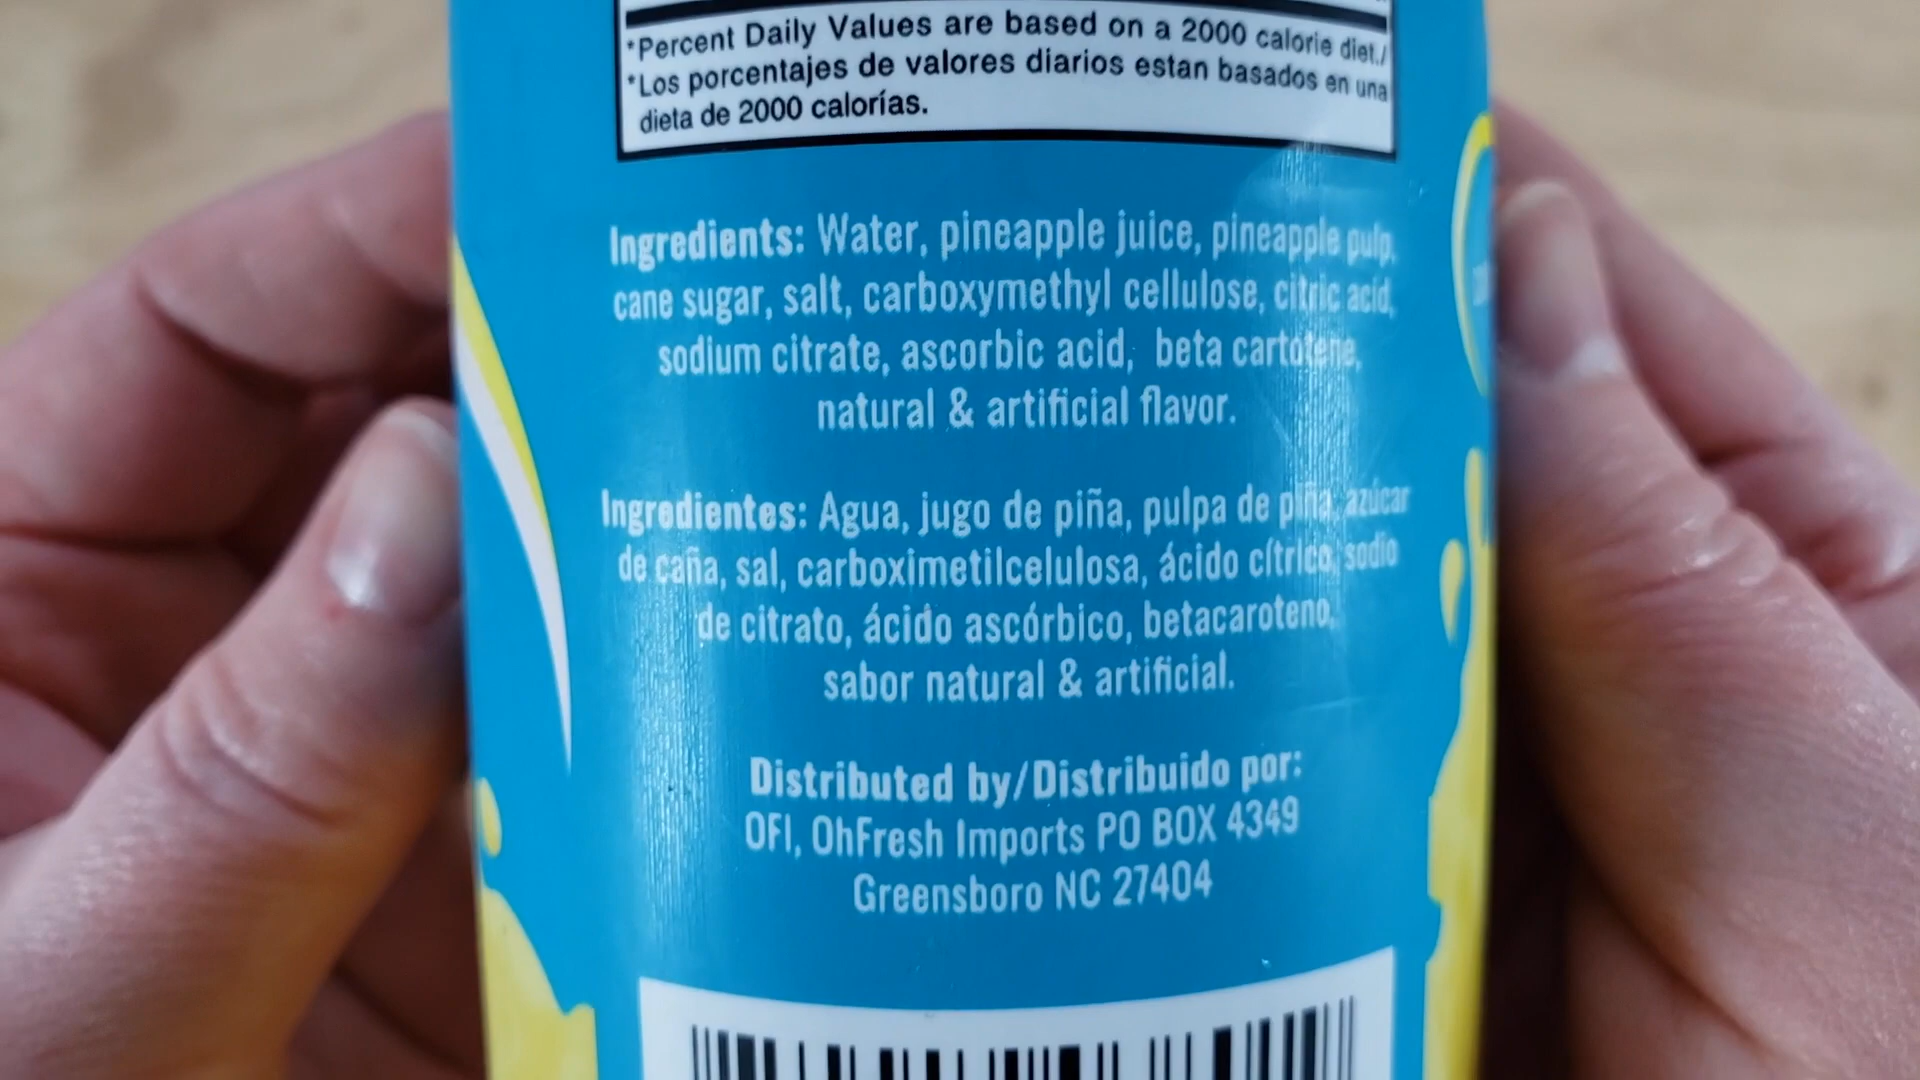 *Percent Daily Values are based on a 2000 calorie diet./
*Los porcentajes de valores diarios estan basados en una
dieta de 2000 calorías.
Ingredients: Water, pineapple juice, pineapple pulp,
cane sugar, salt, carboxymethyl cellulose, citric acid,
sodium citrate, ascorbic acid, beta cartotene,
natural & artificial flavor.
Ingredientes: Agua, jugo de piña, pulpa de piña, azúcar
de caña, sal, carboximetilcelulosa, ácido cítrico, sodio
de citrato, ácido ascórbico, betacaroteno,
sabor natural & artificial.
Distributed by/Distribuido por:
OFI, OhFresh Imports PO BOX 4349
Greensboro NC 27404